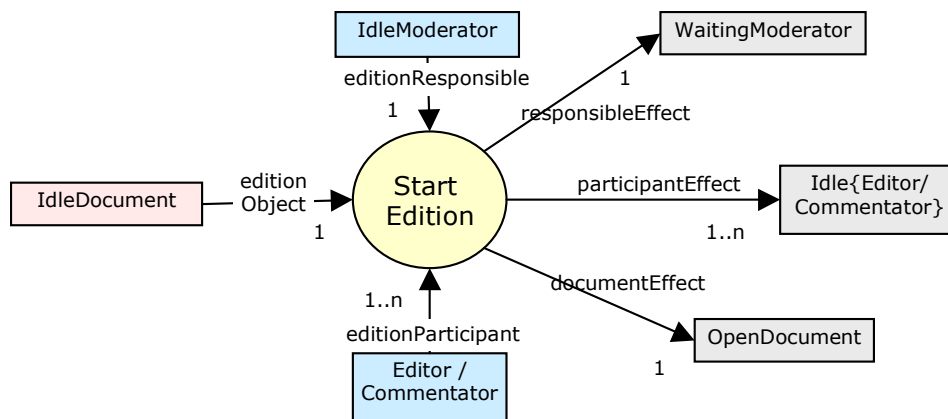 IdleModerator
editionResponsible
1
WaitingModerator
1
responsibleEffect
IdleDocument
edition
Object
1
Start
Edition
participantEffect
Idle{Editor/
Commentator}
1..n
documentEffect
OpenDocument
1
1..n
editionParticipant
Editor /
Commentator